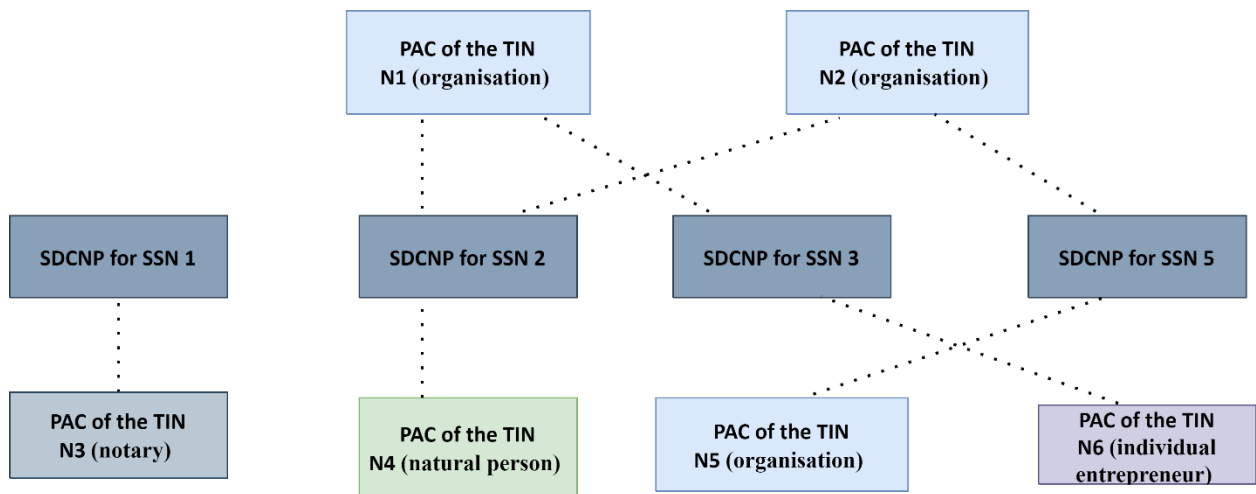 PAC of the TIN
N1 (organisation)
PAC of the TIN
N2 (organisation)
SDCNP for SSN 1
SDCNP for SSN 2
SDCNP for SSN 3
SDCNP for SSN 5
PAC of the TIN
N3 (notary)
PAC of the TIN
N4 (natural person)
PAC of the TIN
N5 (organisation)
PAC of the TIN
N6 (individual
entrepreneur)